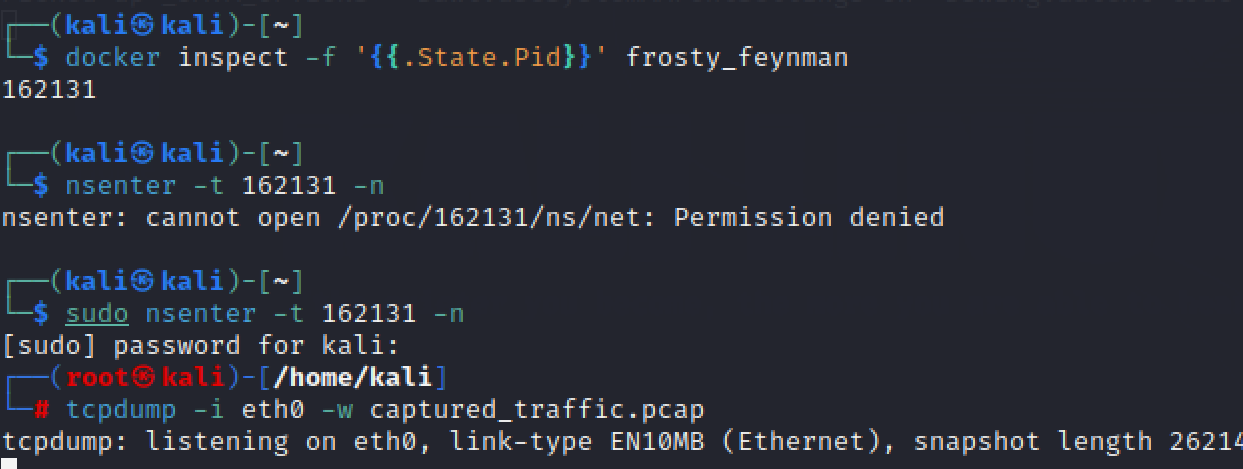 ┌──(kali㉿kali)-[~]
└─$ docker inspect -f '{{.State.Pid}}' frosty_feynman
162131
┌──(kali㉿kali)-[~]
└─$ nsenter -t 162131 -n
nsenter: cannot open /proc/162131/ns/net: Permission denied
┌──(kali㉿kali)-[~]
└─$ sudo nsenter -t 162131 -n
[sudo] password for kali:
┌──(root㉿kali)-[/home/kali]
└─# tcpdump -i eth0 -w captured_traffic.pcap
tcpdump: listening on eth0, link-type EN10MB (Ethernet), snapshot length 26214